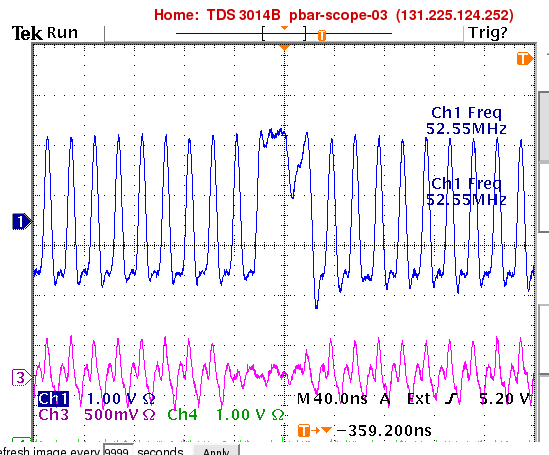 Home: TDS 3014B pbar-scope-03 (131.225.124.252)
Tek Run Trig?
T
T
Ch1 Freq
52.55MHz
Ch1 Freq
52.55MHz
1
3
Ch1 1.00 V Ω M 40.0ns A Ext ƒ 5.20 V
Ch3 500mV Ω Ch4 1.00 V Ω
T→▼ −359.200ns
efresh image every 9999 seconds Apply